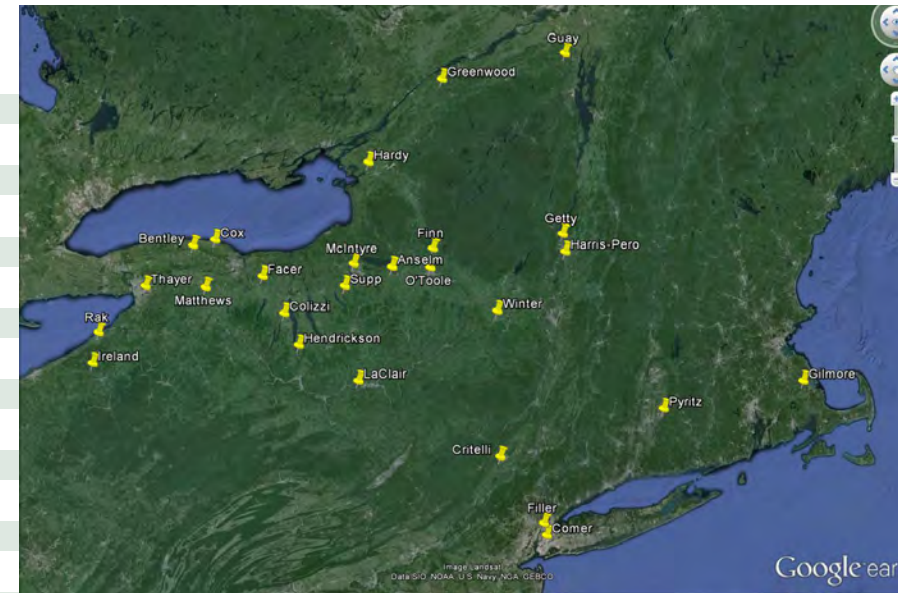 Guay
Greenwood
Hardy
Getty
Cox
Finn
Bentley
Harris-Pero
McIntyre
Anselm
Facer
O'Toole
Thayer
Supp
Matthews
Colizzi
Winter
Rak
Hendrickson
Ireland
LaClair
Gilmore
Pyritz
Critelli
Filler
Comer
Image Landsat
Data SIO, NOAA, U.S. Navy, NGA, GEBCO
Google ear